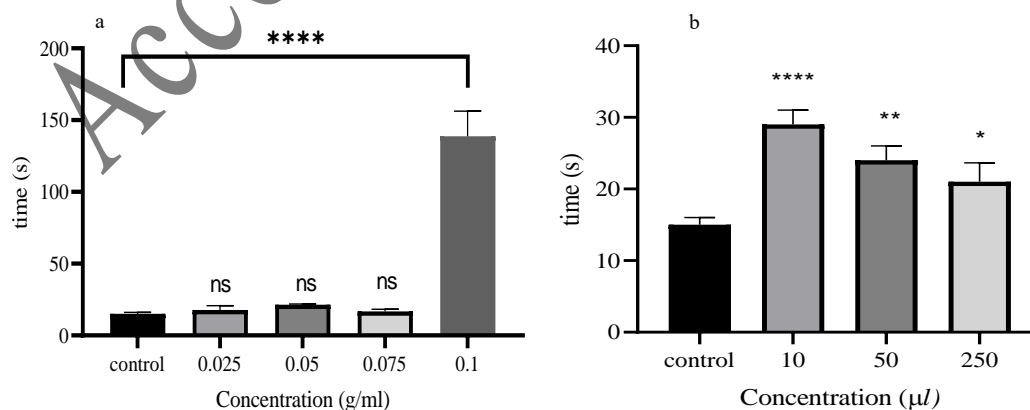 Acce
a
****
200
150
100
50
0
time (s)
ns
ns
ns
control
0.025
0.05
0.075
0.1
Concentration (g/ml)
b
40
30
20
10
0
time (s)
****
**
*
control
10
50
250
Concentration (μl)